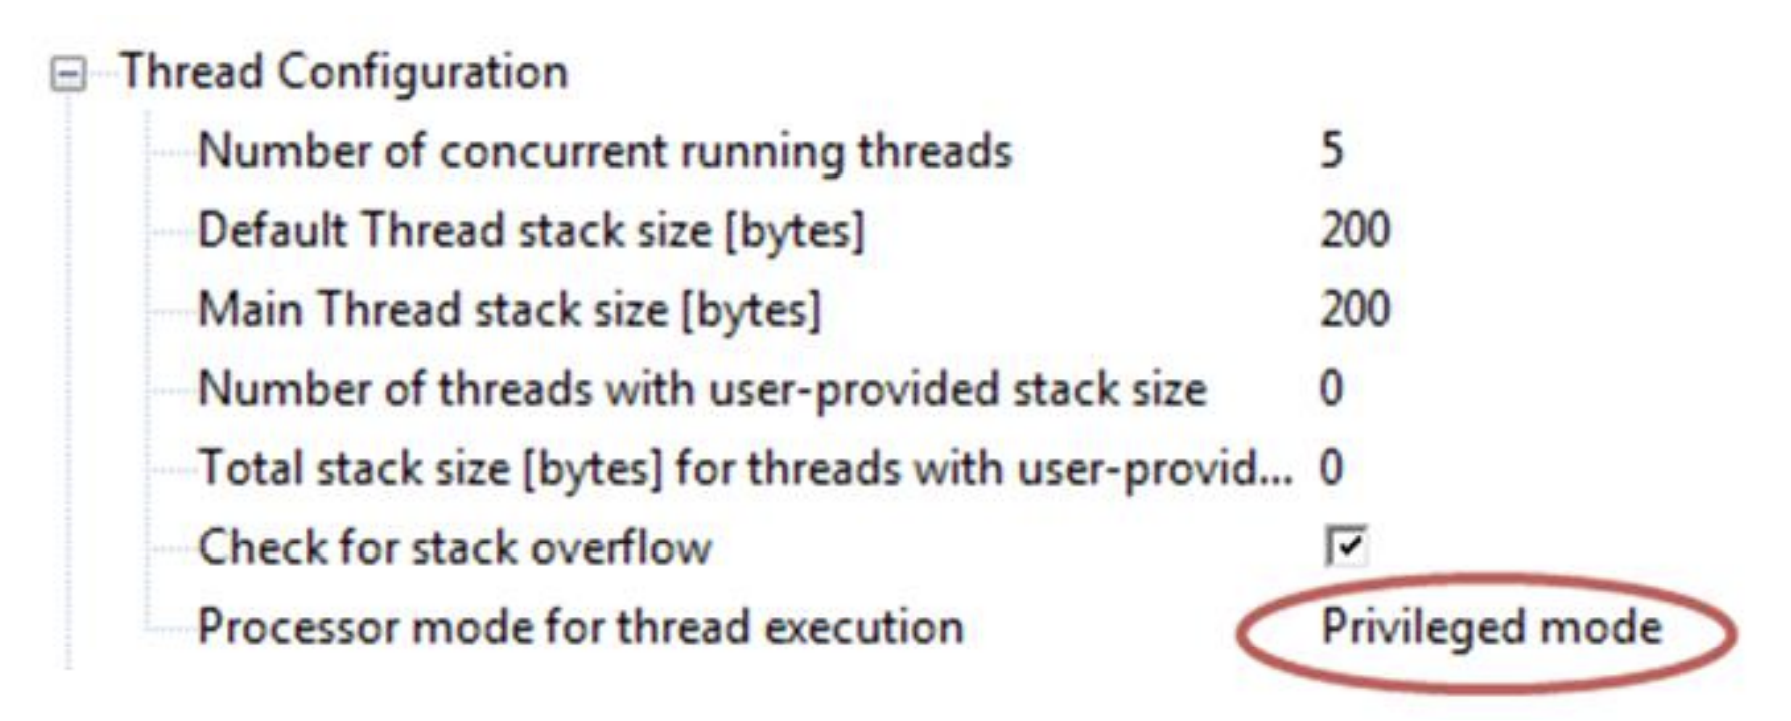 Thread Configuration
Number of concurrent running threads 5
Default Thread stack size [bytes] 200
Main Thread stack size [bytes] 200
Number of threads with user-provided stack size 0
Total stack size [bytes] for threads with user-provid... 0
Check for stack overflow
Processor mode for thread execution Privileged mode